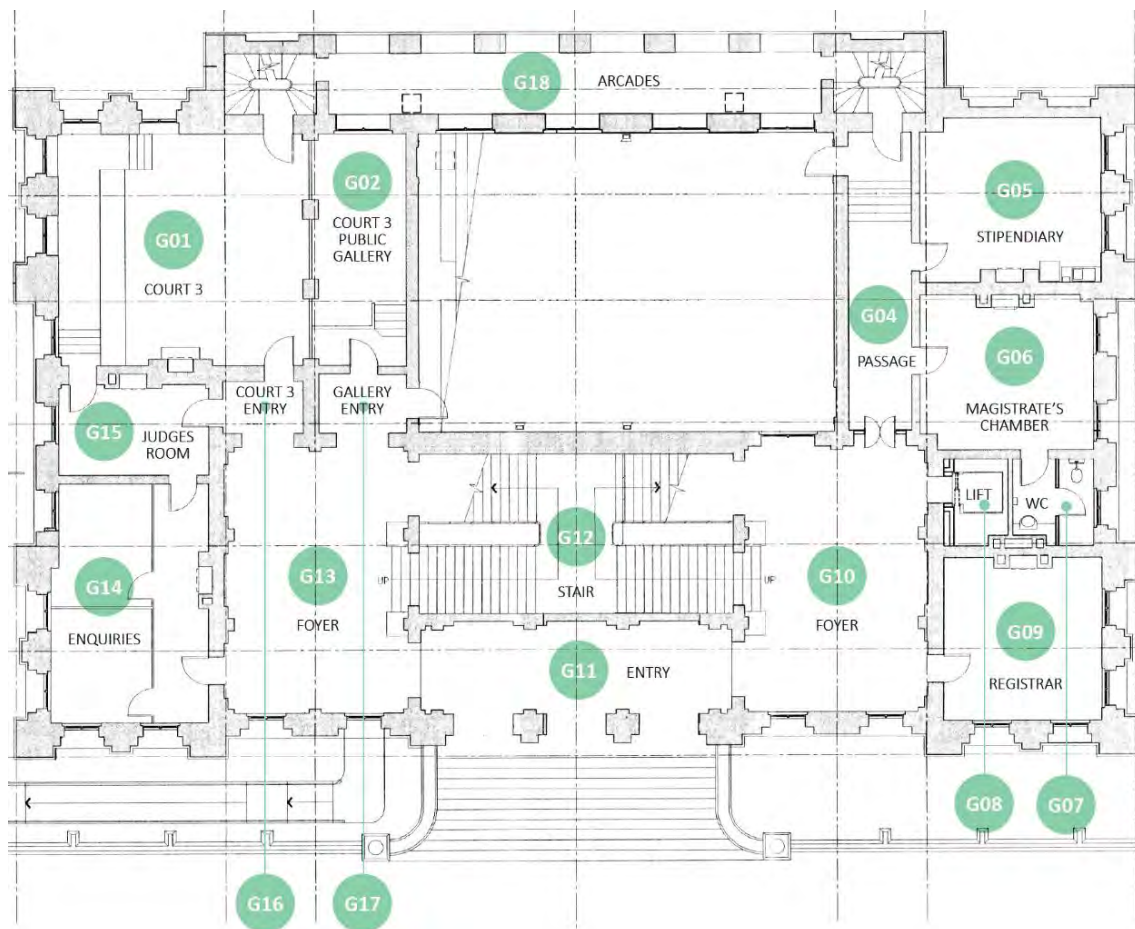 G18
ARCADES
G02
COURT 3
PUBLIC
GALLERY
G05
STIPENDIARY
G01
COURT 3
G04
PASSAGE
G06
MAGISTRATE'S
CHAMBER
COURT 3
ENTRY
GALLERY
ENTRY
G15
JUDGES
ROOM
LIFT
WC
G12
STAIR
G13
FOYER
UP
UP
G10
FOYER
G14
ENQUIRIES
G09
REGISTRAR
G11
ENTRY
G08
G07
G16
G17